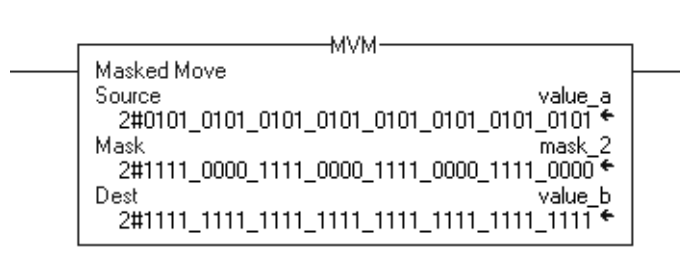 MVM
Masked Move
Source value_a
2#0101_0101_0101_0101_0101_0101_0101_0101
Mask mask_2
2#1111_0000_1111_0000_1111_0000_1111_0000
Dest value_b
2#1111_1111_1111_1111_1111_1111_1111_1111